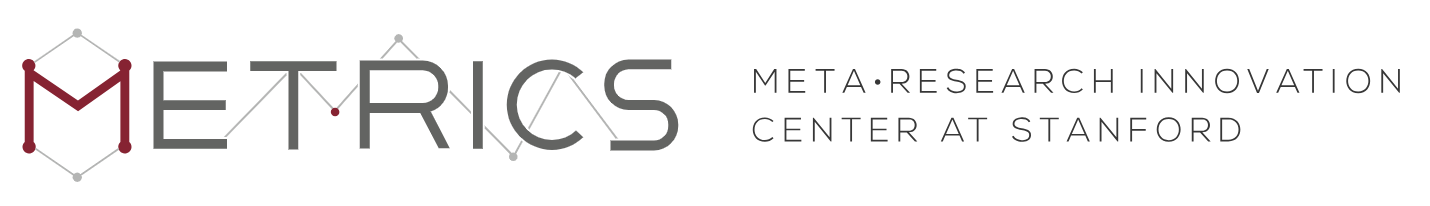 METRICS
META•RESEARCH INNOVATION
CENTER AT STANFORD